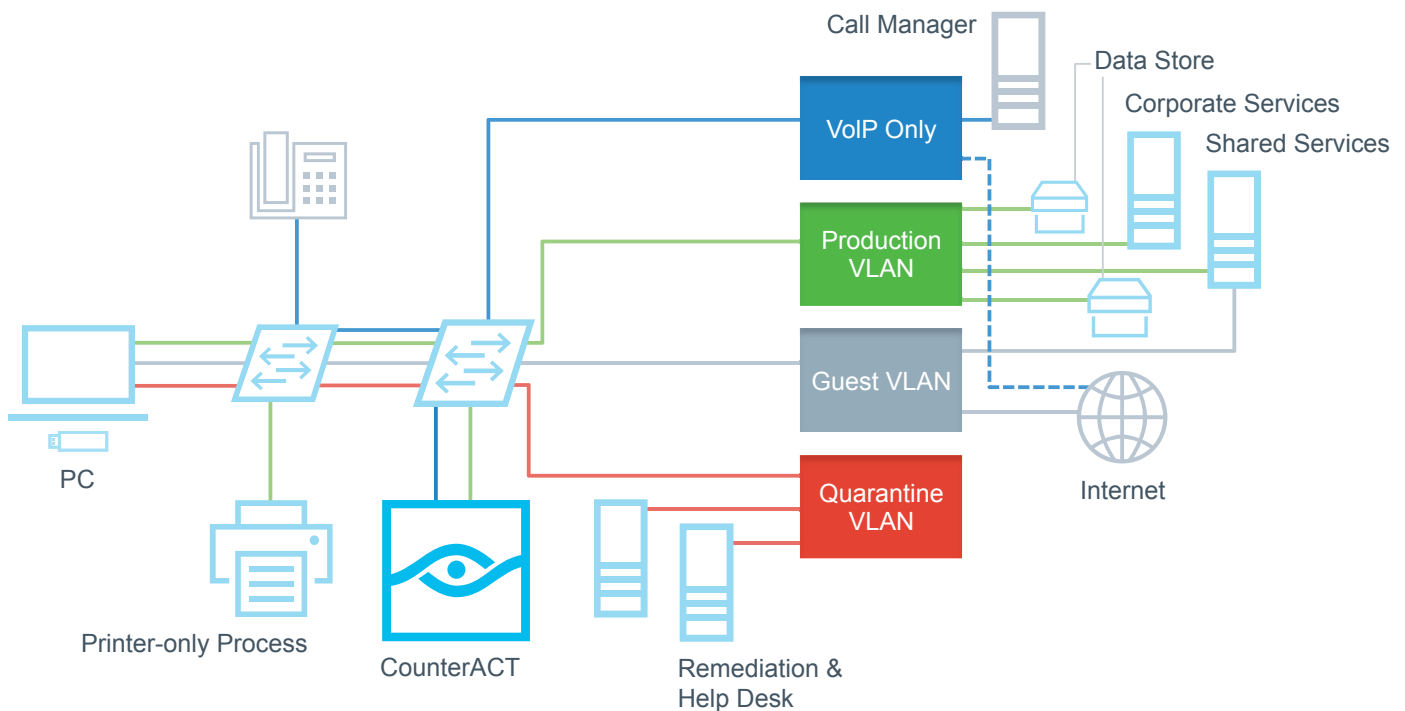 Call Manager
Data Store
Corporate Services
Shared Services
VoIP Only
Production
VLAN
Guest VLAN
Quarantine
VLAN
Internet
PC
Printer-only Process
CounterACT
Remediation &
Help Desk